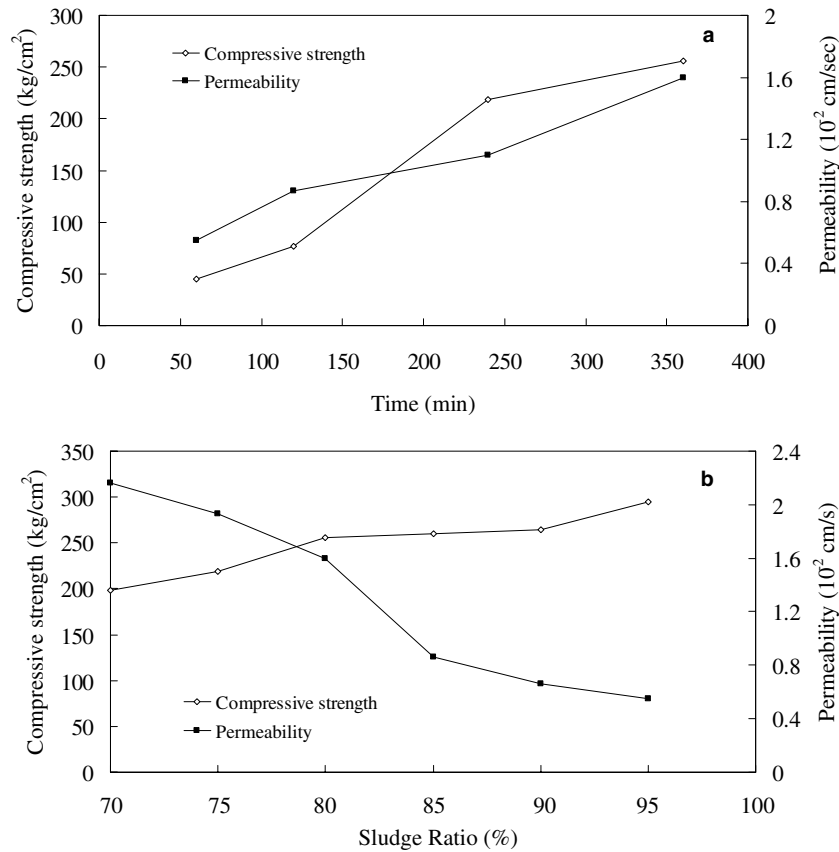 300
250
200
150
100
50
0
Compressive strength (kg/cm²)
a
Compressive strength
Permeability
2
1.6
1.2
0.8
0.4
0
Permeability (10⁻² cm/sec)
0 50 100 150 200 250 300 350 400
Time (min)
350
300
250
200
150
100
50
0
Compressive strength (kg/cm²)
b
Compressive strength
Permeability
2.4
2
1.6
1.2
0.8
0.4
0
Permeability (10⁻² cm/s)
70 75 80 85 90 95 100
Sludge Ratio (%)